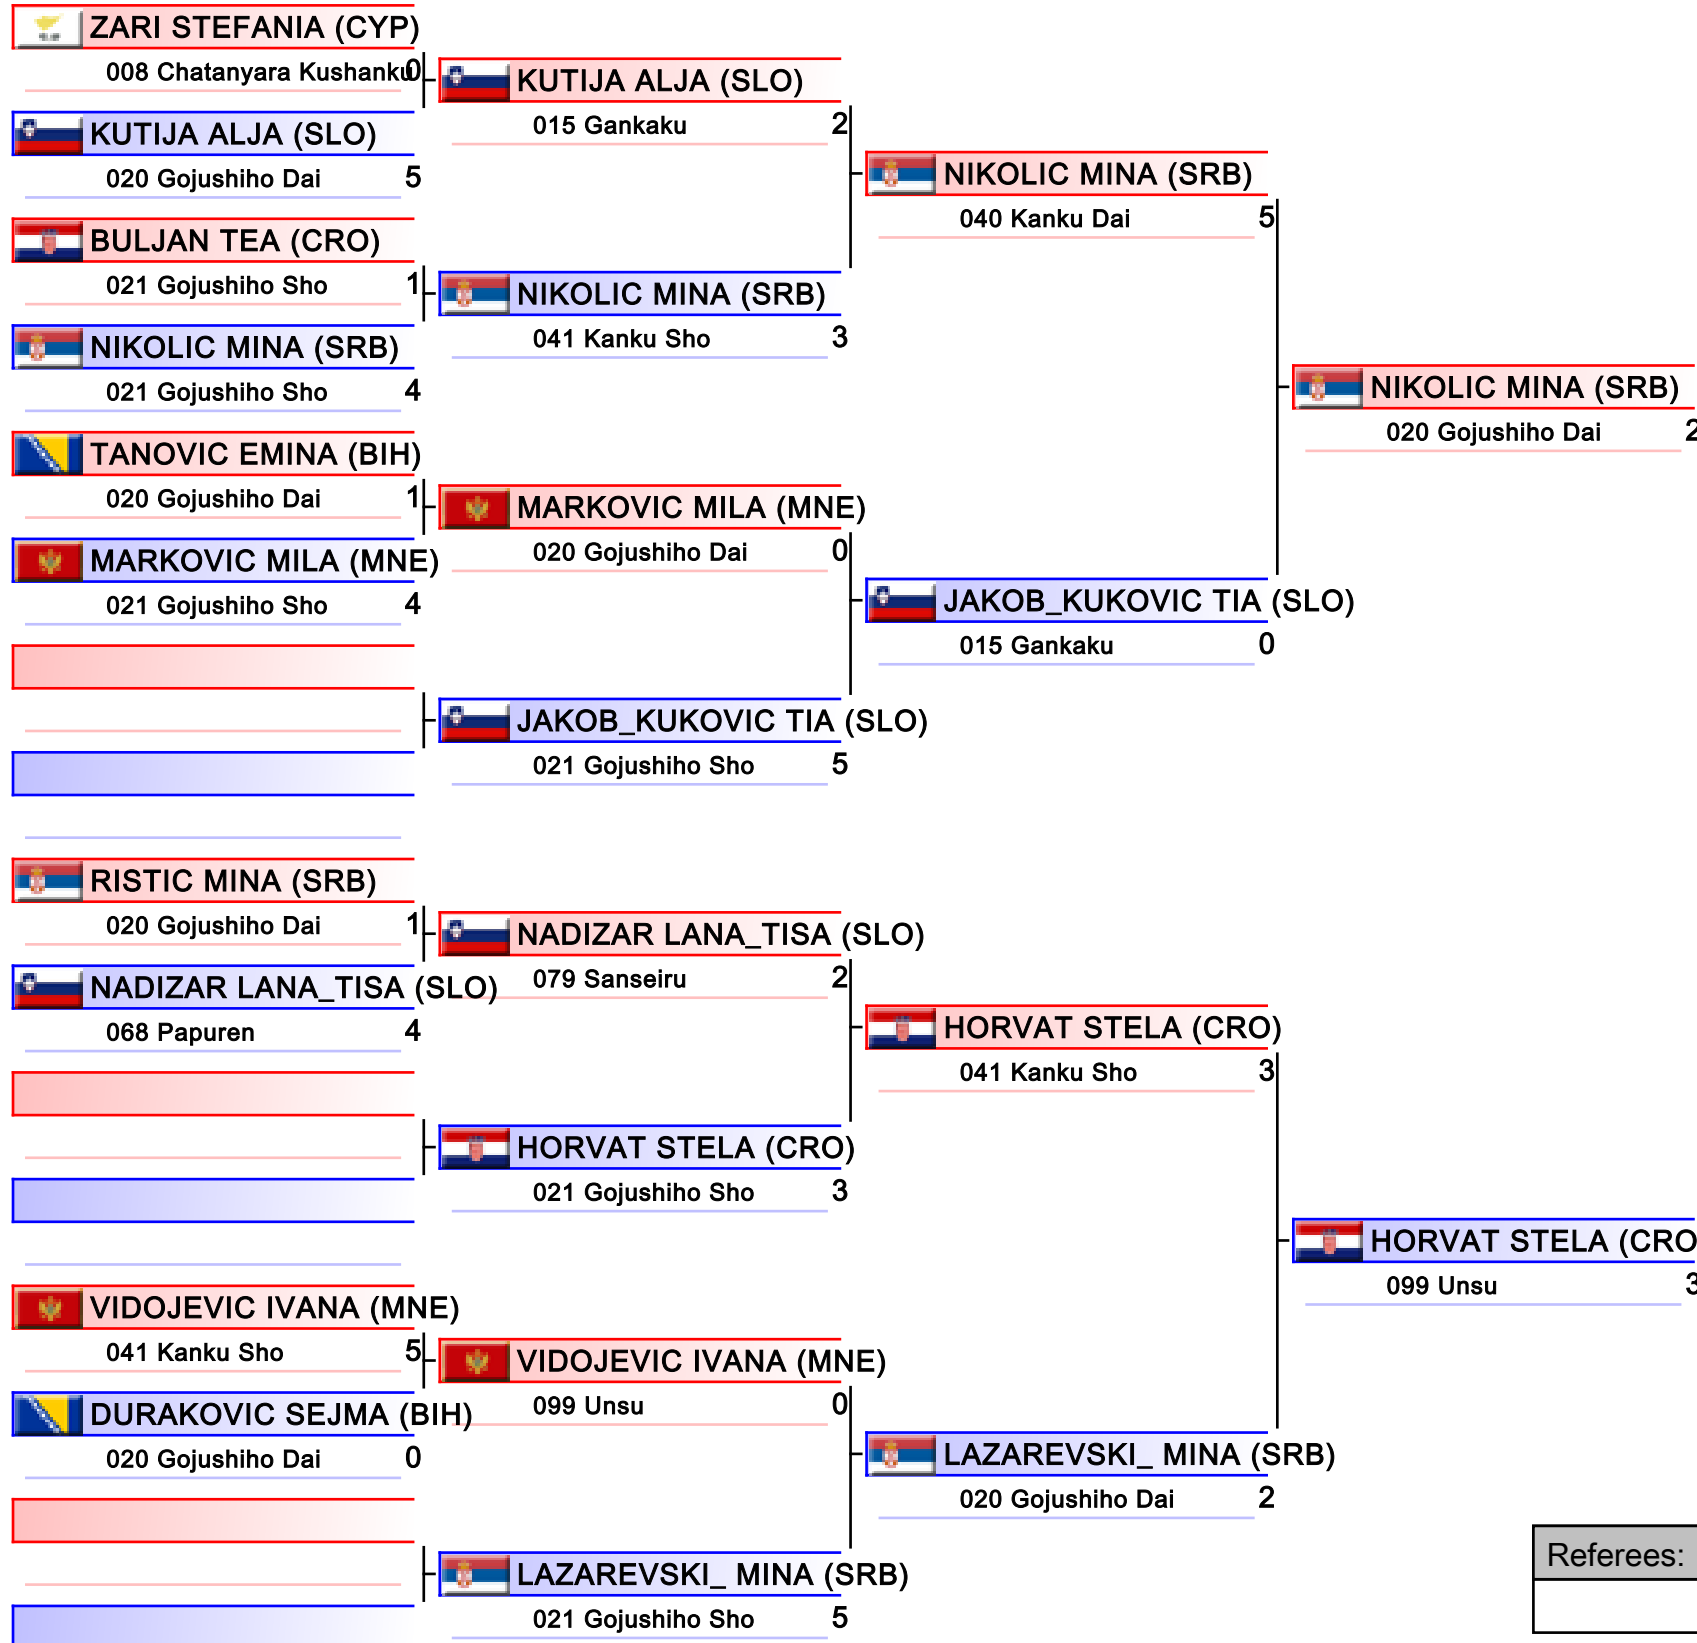 ZARI STEFANIA (CYP)
008 Chatanyara Kushanku 0
KUTIJA ALJA (SLO)
020 Gojushiho Dai 5
BULJAN TEA (CRO)
021 Gojushiho Sho 1
NIKOLIC MINA (SRB)
021 Gojushiho Sho 4
TANOVIC EMINA (BIH)
020 Gojushiho Dai 1
MARKOVIC MILA (MNE)
021 Gojushiho Sho 4
RISTIC MINA (SRB)
020 Gojushiho Dai 1
NADIZAR LANA_TISA (SLO)
068 Papuren 4
VIDOJEVIC IVANA (MNE)
041 Kanku Sho 5
DURAKOVIC SEJMA (BIH)
020 Gojushiho Dai 0
KUTIJA ALJA (SLO)
015 Gankaku 2
NIKOLIC MINA (SRB)
041 Kanku Sho 3
MARKOVIC MILA (MNE)
020 Gojushiho Dai 0
JAKOB_KUKOVIC TIA (SLO)
021 Gojushiho Sho 5
NADIZAR LANA_TISA (SLO)
079 Sanseiru 2
HORVAT STELA (CRO)
021 Gojushiho Sho 3
VIDOJEVIC IVANA (MNE)
099 Unsu 0
LAZAREVSKI_ MINA (SRB)
021 Gojushiho Sho 5
NIKOLIC MINA (SRB)
040 Kanku Dai 5
JAKOB_KUKOVIC TIA (SLO)
015 Gankaku 0
HORVAT STELA (CRO)
041 Kanku Sho 3
LAZAREVSKI_ MINA (SRB)
020 Gojushiho Dai 2
NIKOLIC MINA (SRB)
020 Gojushiho Dai 2
HORVAT STELA (CRO
099 Unsu 3
Referees: